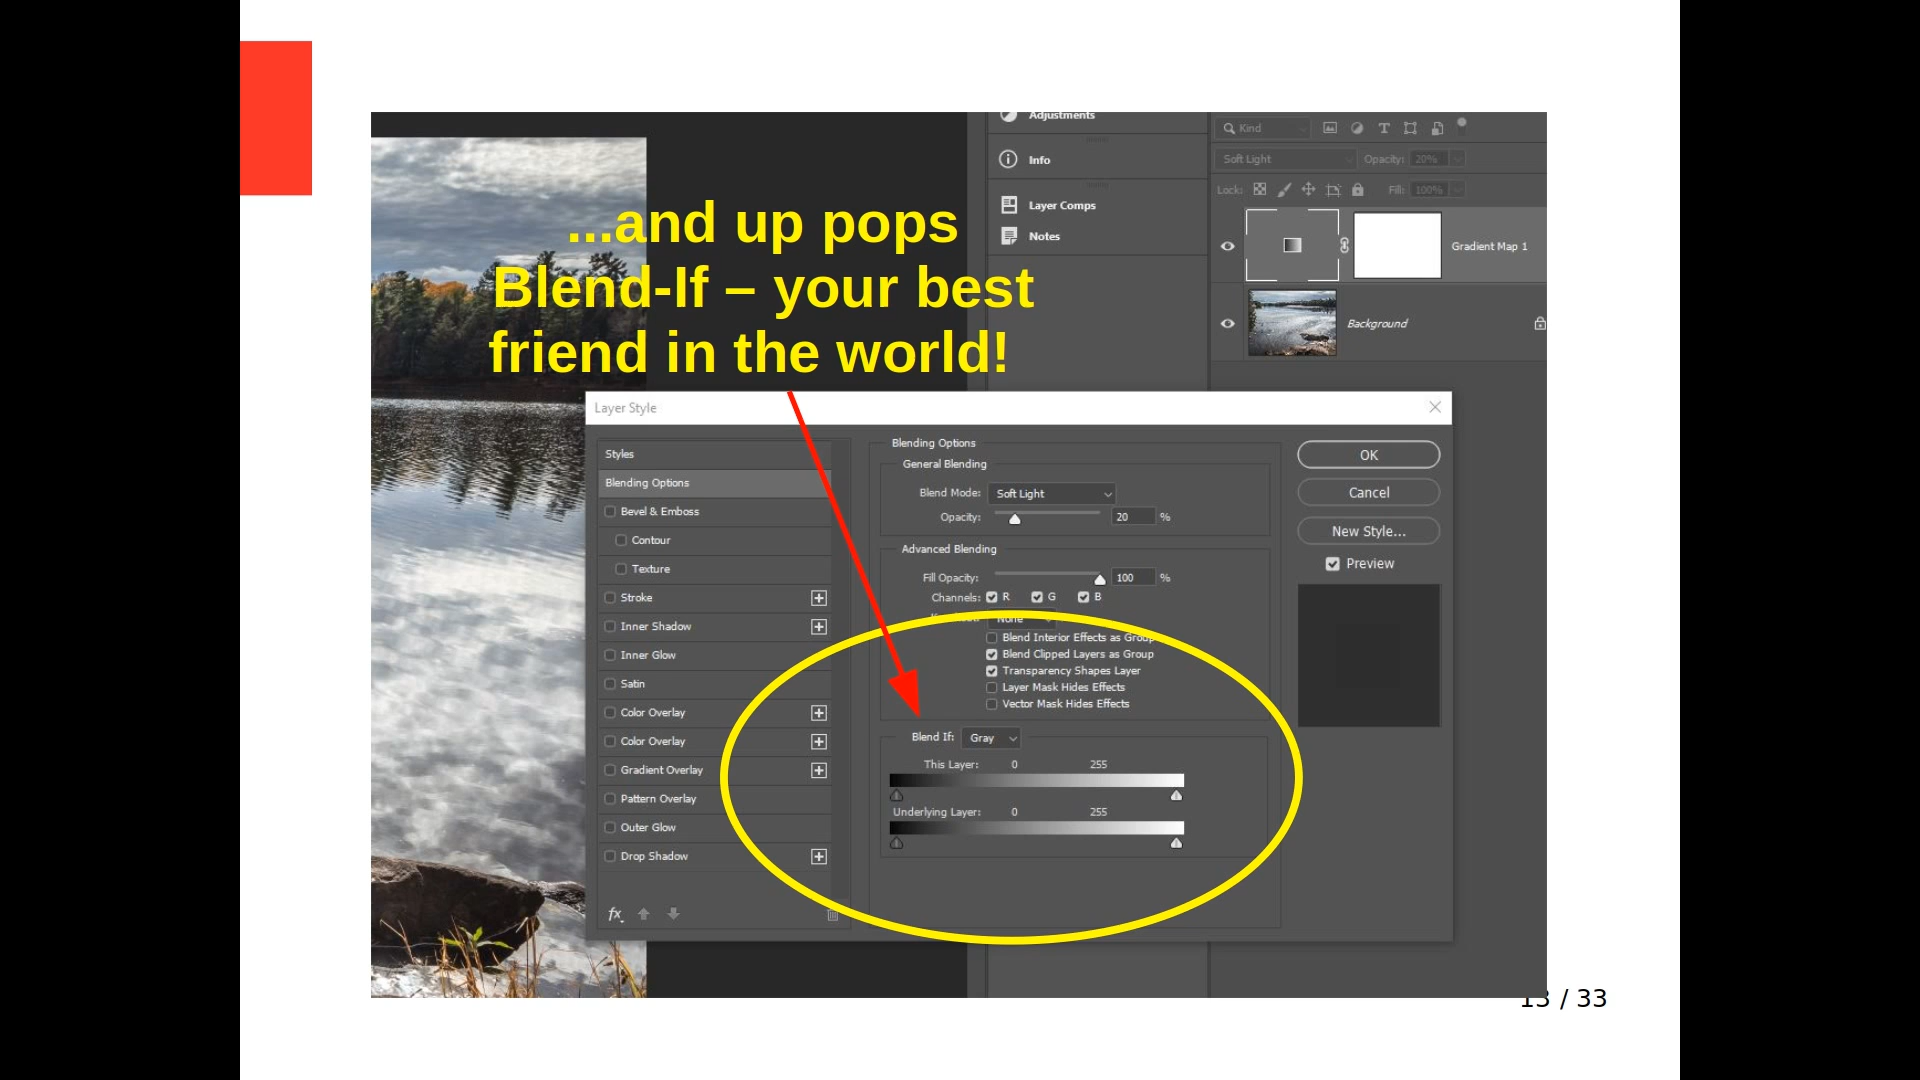 Adjustments
Info
Layer Comps
Notes
Kind
Soft Light Opacity: 20%
Lock: Fill: 100%
Gradient Map 1
Background
...and up pops
Blend-If – your best
friend in the world!
Layer Style
Styles
Blending Options
Bevel & Emboss
Contour
Texture
Stroke
Inner Shadow
Inner Glow
Satin
Color Overlay
Color Overlay
Gradient Overlay
Pattern Overlay
Outer Glow
Drop Shadow
fx
Blending Options
General Blending
Blend Mode: Soft Light
Opacity: 20 %
Advanced Blending
Fill Opacity: 100 %
Channels: R G B
None
Blend Interior Effects as Group
Blend Clipped Layers as Group
Transparency Shapes Layer
Layer Mask Hides Effects
Vector Mask Hides Effects
Blend If: Gray
This Layer: 0 255
Underlying Layer: 0 255
OK
Cancel
New Style...
Preview
13 / 33